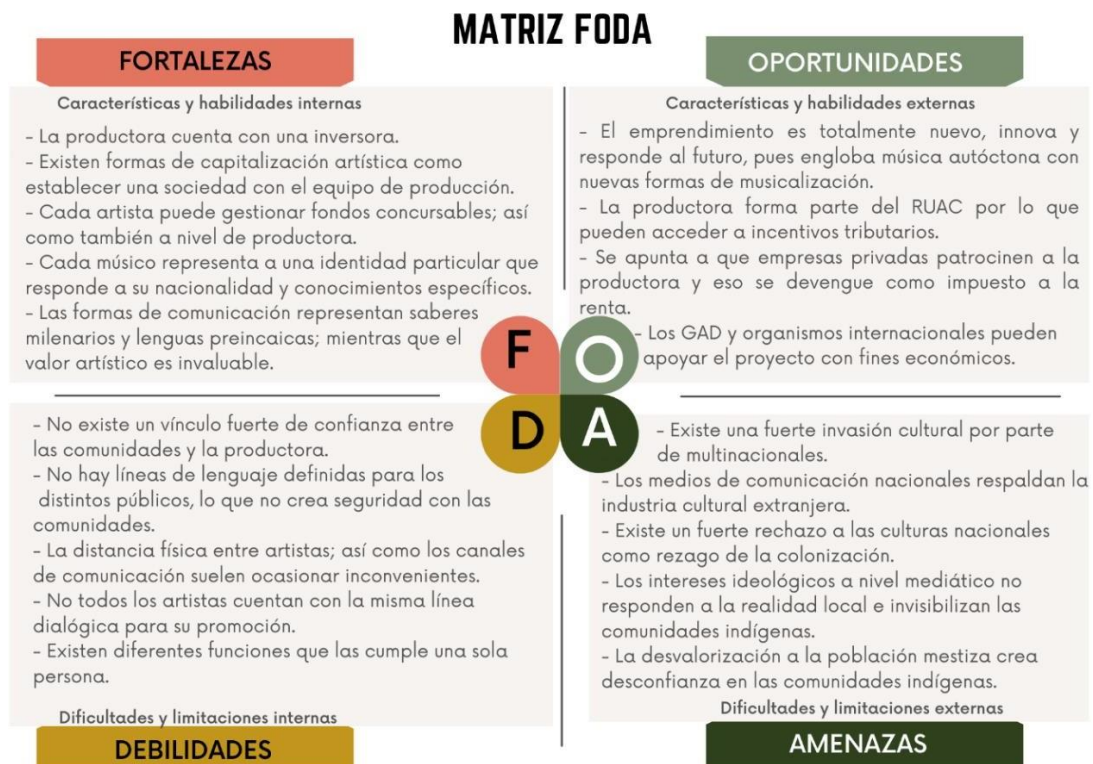 MATRIZ FODA
FORTALEZAS
Características y habilidades internas
- La productora cuenta con una inversora.
- Existen formas de capitalización artística como
establecer una sociedad con el equipo de producción.
- Cada artista puede gestionar fondos concursables; así
como también a nivel de productora.
- Cada músico representa a una identidad particular que
responde a su nacionalidad y conocimientos específicos.
- Las formas de comunicación representan saberes
milenarios y lenguas preincaicas; mientras que el
valor artístico es invaluable.
OPORTUNIDADES
Características y habilidades externas
- El emprendimiento es totalmente nuevo, innova y
responde al futuro, pues engloba música autóctona con
nuevas formas de musicalización.
- La productora forma parte del RUAC por lo que
pueden acceder a incentivos tributarios.
- Se apunta a que empresas privadas patrocinen a la
productora y eso se devengue como impuesto a la
renta.
- Los GAD y organismos internacionales pueden
apoyar el proyecto con fines económicos.
F
O
D
A
- No existe un vínculo fuerte de confianza entre
las comunidades y la productora.
- No hay líneas de lenguaje definidas para los
distintos públicos, lo que no crea seguridad con las
comunidades.
- La distancia física entre artistas; así como los canales
de comunicación suelen ocasionar inconvenientes.
- No todos los artistas cuentan con la misma línea
dialógica para su promoción.
- Existen diferentes funciones que las cumple una sola
persona.
Dificultades y limitaciones internas
DEBILIDADES
- Existe una fuerte invasión cultural por parte
de multinacionales.
- Los medios de comunicación nacionales respaldan la
industria cultural extranjera.
- Existe un fuerte rechazo a las culturas nacionales
como rezago de la colonización.
- Los intereses ideológicos a nivel mediático no
responden a la realidad local e invisibilizan las
comunidades indígenas.
- La desvalorización a la población mestiza crea
desconfianza en las comunidades indígenas.
Dificultades y limitaciones externas
AMENAZAS